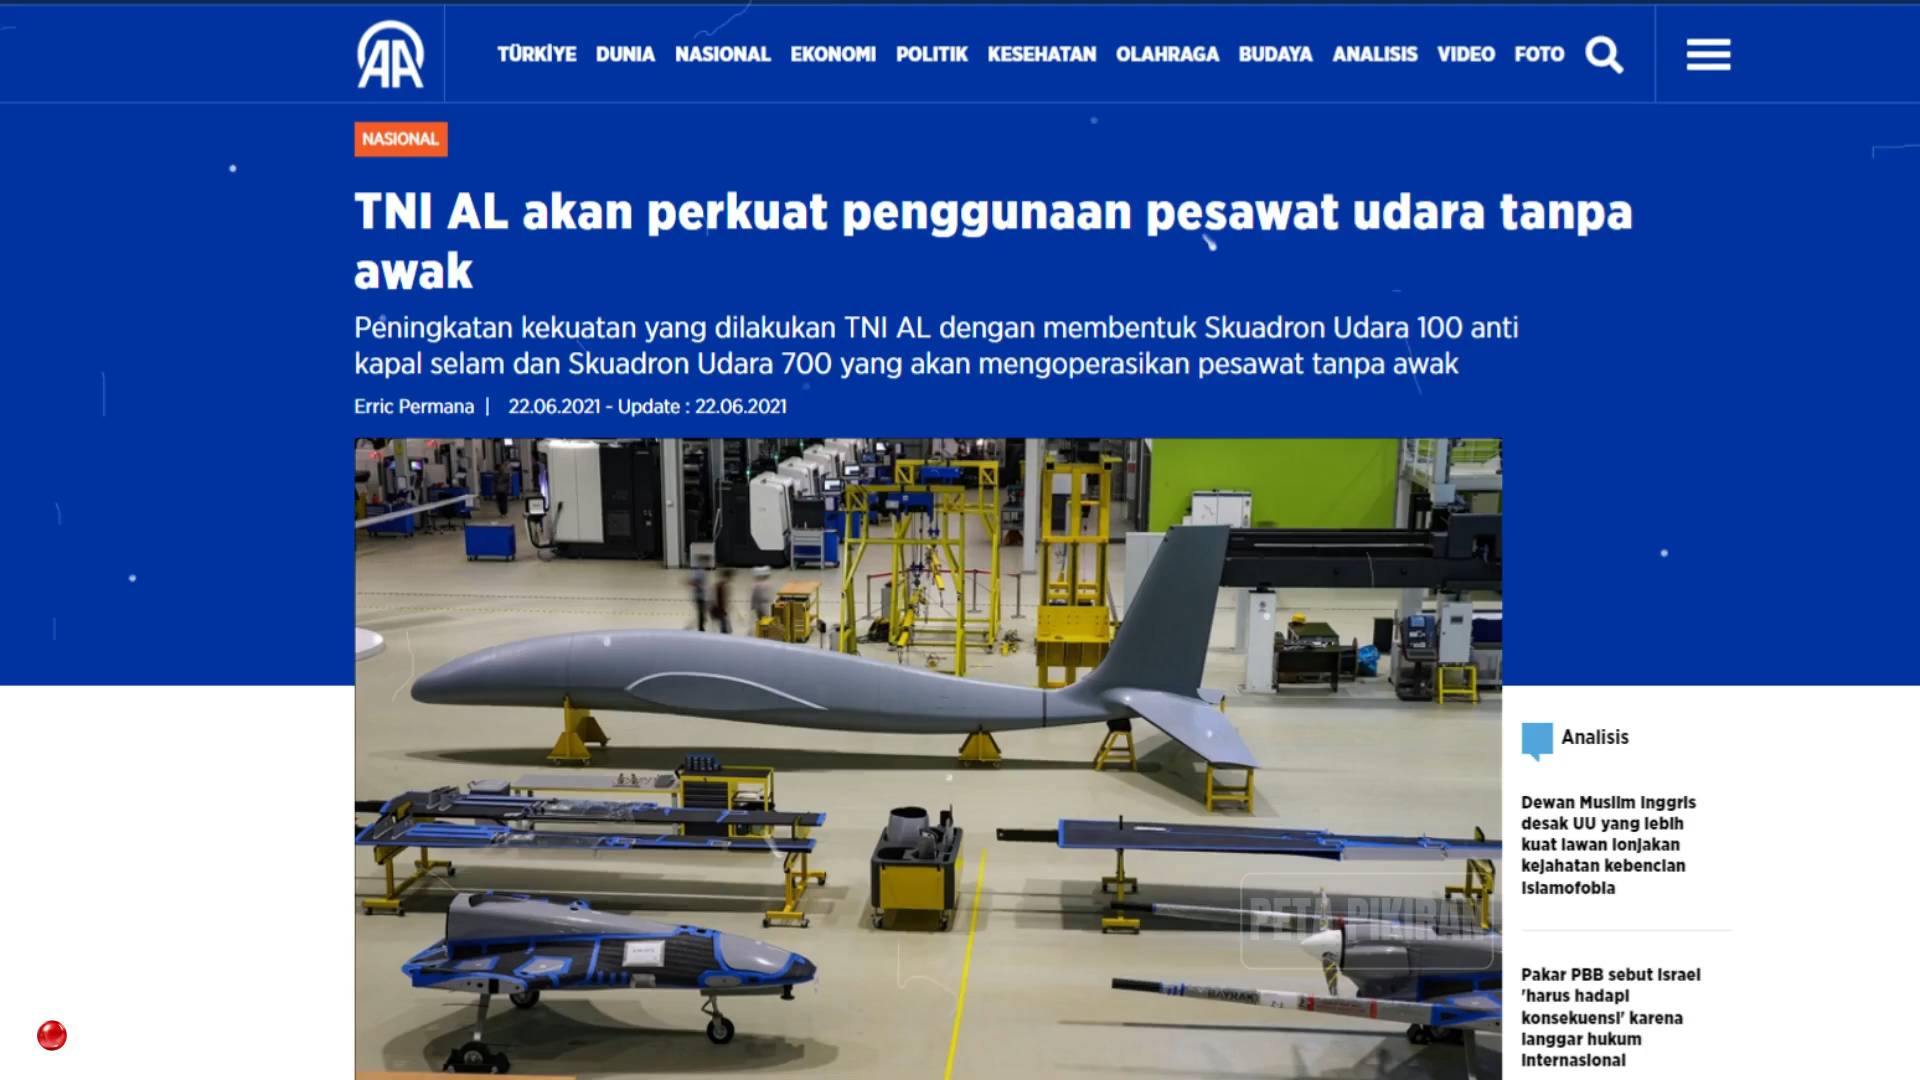 AA
TÜRKİYE DUNIA NASIONAL EKONOMI POLITIK KESEHATAN OLAHRAGA BUDAYA ANALISIS VIDEO FOTO
NASIONAL
TNI AL akan perkuat penggunaan pesawat udara tanpa
awak
Peningkatan kekuatan yang dilakukan TNI AL dengan membentuk Skuadron Udara 100 anti
kapal selam dan Skuadron Udara 700 yang akan mengoperasikan pesawat tanpa awak
Erric Permana | 22.06.2021 - Update : 22.06.2021
PETA PIKIRAN
BAYRAK
Analisis
Dewan Muslim Inggris
desak UU yang lebih
kuat lawan lonjakan
kejahatan kebencian
Islamofobia
Pakar PBB sebut Israel
'harus hadapi
konsekuensi' karena
langgar hukum
internasional